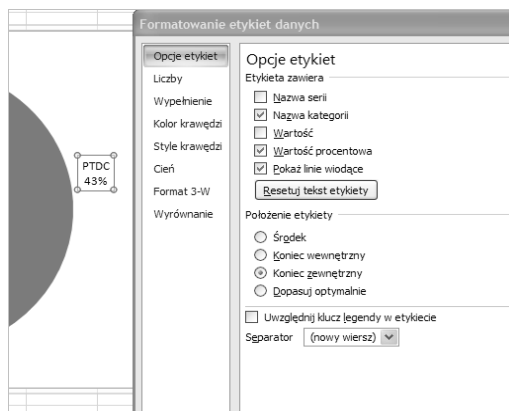 Formatowanie etykiet danych
Opcje etykiet
Liczby
Wypełnienie
Kolor krawędzi
Style krawędzi
Cień
Format 3-W
Wyrównanie
Opcje etykiet
Etykieta zawiera
Nazwa serii
Nazwa kategorii
Wartość
Wartość procentowa
Pokaż linie wiodące
Resetuj tekst etykiety
Położenie etykiety
Środek
Koniec wewnętrzny
Koniec zewnętrzny
Dopasuj optymalnie
Uwzględnij klucz legendy w etykiecie
Separator (nowy wiersz)
PTDC
43%